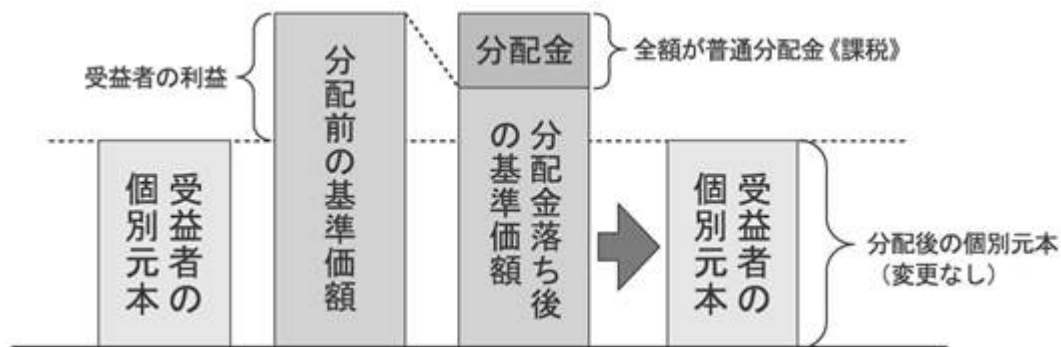 受益者の利益
受益者の
個別元本
分配前の基準価額
分配金
全額が普通分配金《課税》
分配金落ち後
の基準価額
受益者の
個別元本
分配後の個別元本
（変更なし）